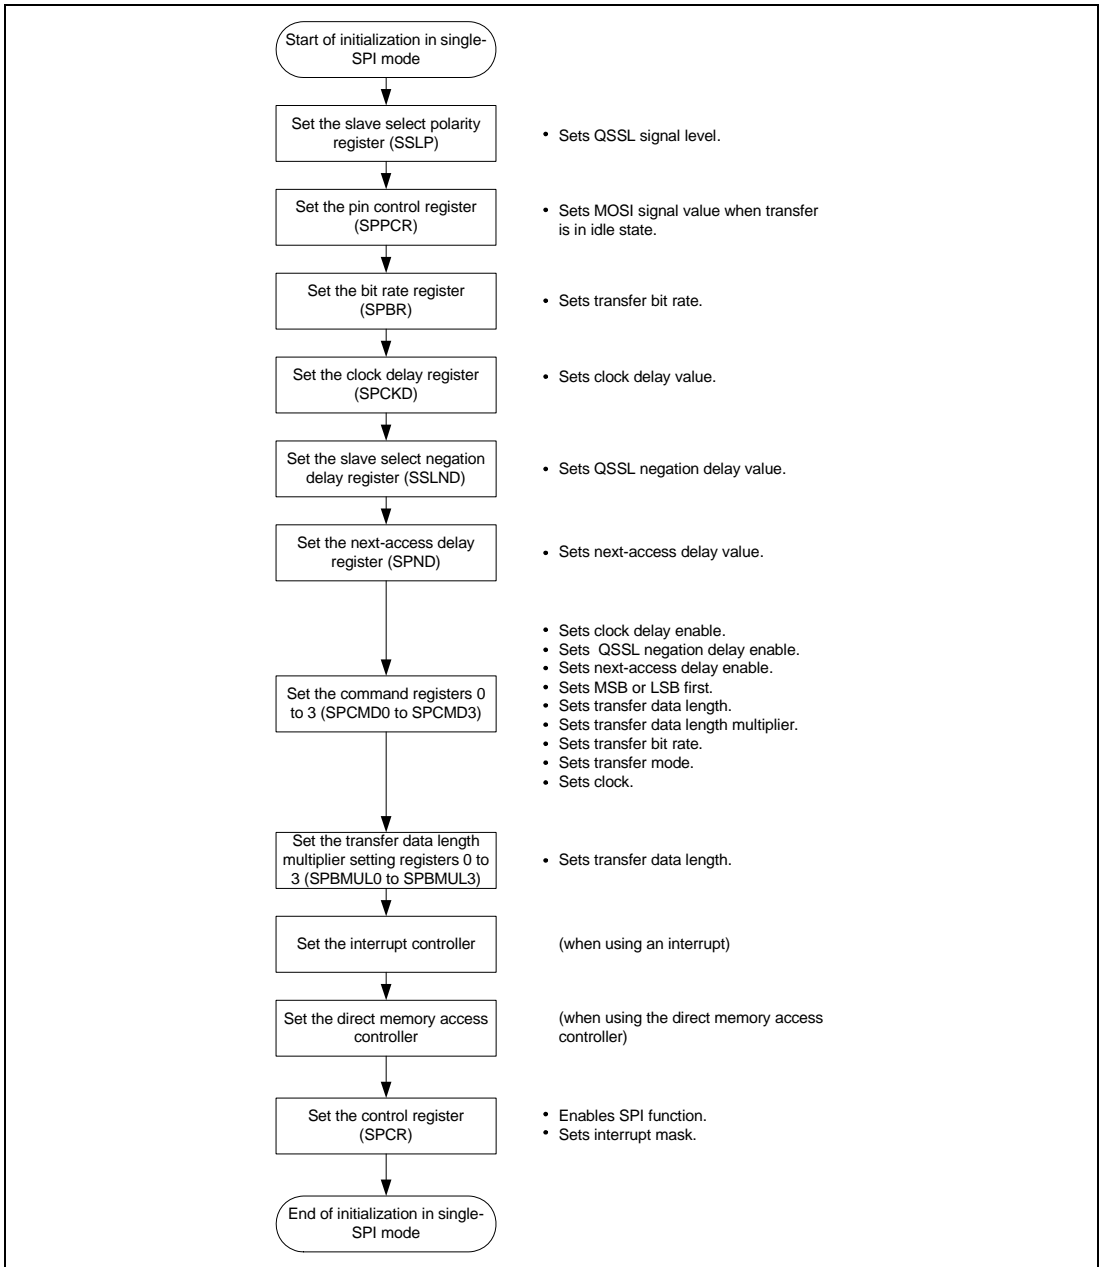 Start of initialization in single-
SPI mode
Set the slave select polarity
register (SSLP)
• Sets QSSL signal level.
Set the pin control register
(SPPCR)
• Sets MOSI signal value when transfer
is in idle state.
Set the bit rate register
(SPBR)
• Sets transfer bit rate.
Set the clock delay register
(SPCKD)
• Sets clock delay value.
Set the slave select negation
delay register (SSLND)
• Sets QSSL negation delay value.
Set the next-access delay
register (SPND)
• Sets next-access delay value.
Set the command registers 0
to 3 (SPCMD0 to SPCMD3)
• Sets clock delay enable.
• Sets  QSSL negation delay enable.
• Sets next-access delay enable.
• Sets MSB or LSB first.
• Sets transfer data length.
• Sets transfer data length multiplier.
• Sets transfer bit rate.
• Sets transfer mode.
• Sets clock.
Set the transfer data length
multiplier setting registers 0 to
3 (SPBMUL0 to SPBMUL3)
• Sets transfer data length.
Set the interrupt controller
(when using an interrupt)
Set the direct memory access
controller
(when using the direct memory access
controller)
Set the control register
(SPCR)
• Enables SPI function.
• Sets interrupt mask.
End of initialization in single-
SPI mode